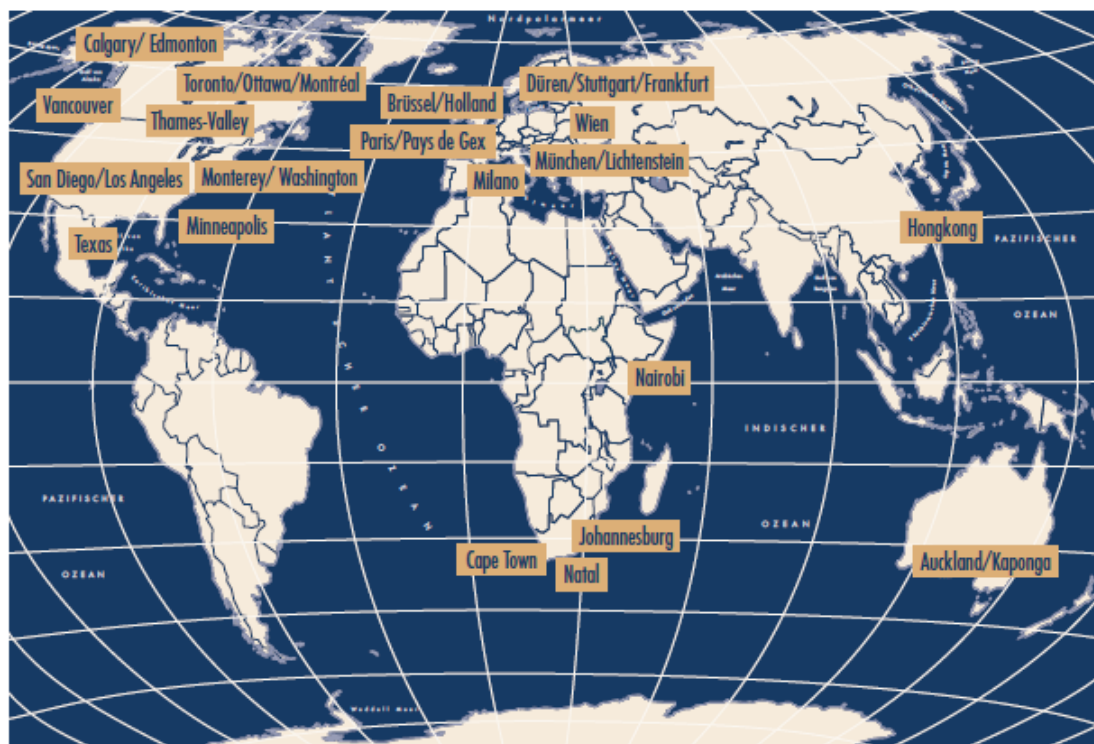 Nordpolarmeer
Calgary/ Edmonton
Toronto/Ottawa/Montréal
Düren/Stuttgart/Frankfurt
Vancouver
Brüssel/Holland
Thames-Valley
Wien
Paris/Pays de Gex
München/Lichtenstein
San Diego/Los Angeles
Monterey/ Washington
Milano
Minneapolis
Hongkong
Texas
PAZIFISCHER
OZEAN
Nairobi
INDISCHER
OZEAN
PAZIFISCHER
OZEAN
Johannesburg
Cape Town
Natal
Auckland/Kaponga
Weddell Meer